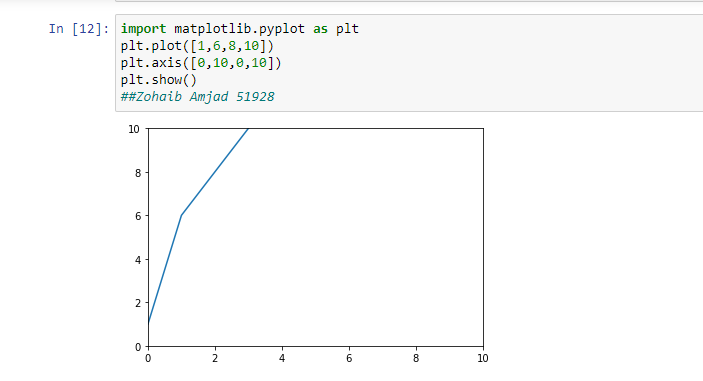 In [12]: import matplotlib.pyplot as plt
plt.plot([1,6,8,10])
plt.axis([0,10,0,10])
plt.show()
##Zohaib Amjad 51928
10
8
6
4
2
0
0 2 4 6 8 10